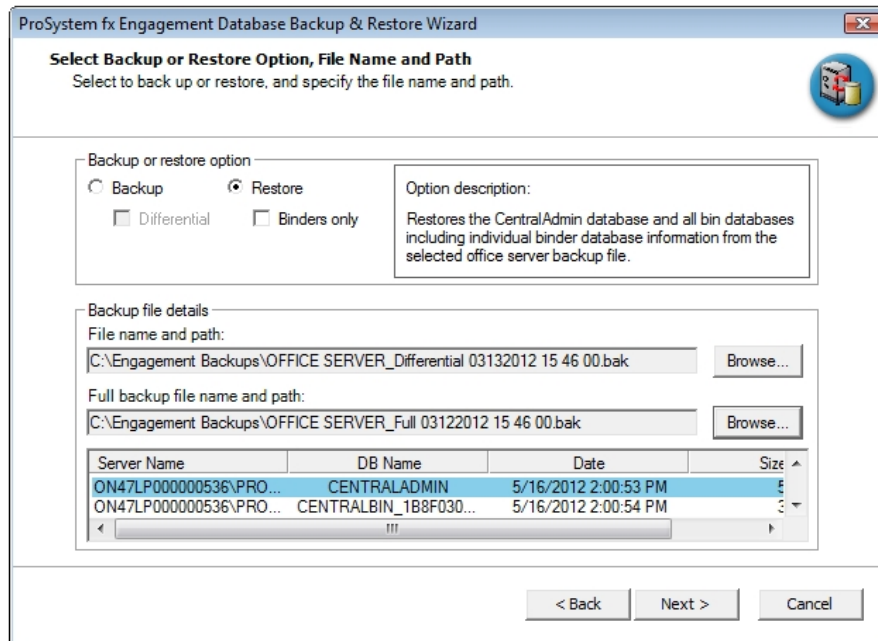 ProSystem fx Engagement Database Backup & Restore Wizard
Select Backup or Restore Option, File Name and Path
Select to back up or restore, and specify the file name and path.
Backup or restore option
Backup
Restore
Differential
Binders only
Option description:
Restores the CentralAdmin database and all bin databases
including individual binder database information from the
selected office server backup file.
Backup file details
File name and path:
C:\Engagement Backups\OFFICE SERVER_Differential 03132012 15 46 00.bak
Browse...
Full backup file name and path:
C:\Engagement Backups\OFFICE SERVER_Full 03122012 15 46 00.bak
Browse...
Server Name DB Name Date Size
ON47LP000000536\PRO... CENTRALADMIN 5/16/2012 2:00:53 PM
ON47LP000000536\PRO... CENTRALBIN_1B8F030... 5/16/2012 2:00:54 PM
< Back Next > Cancel